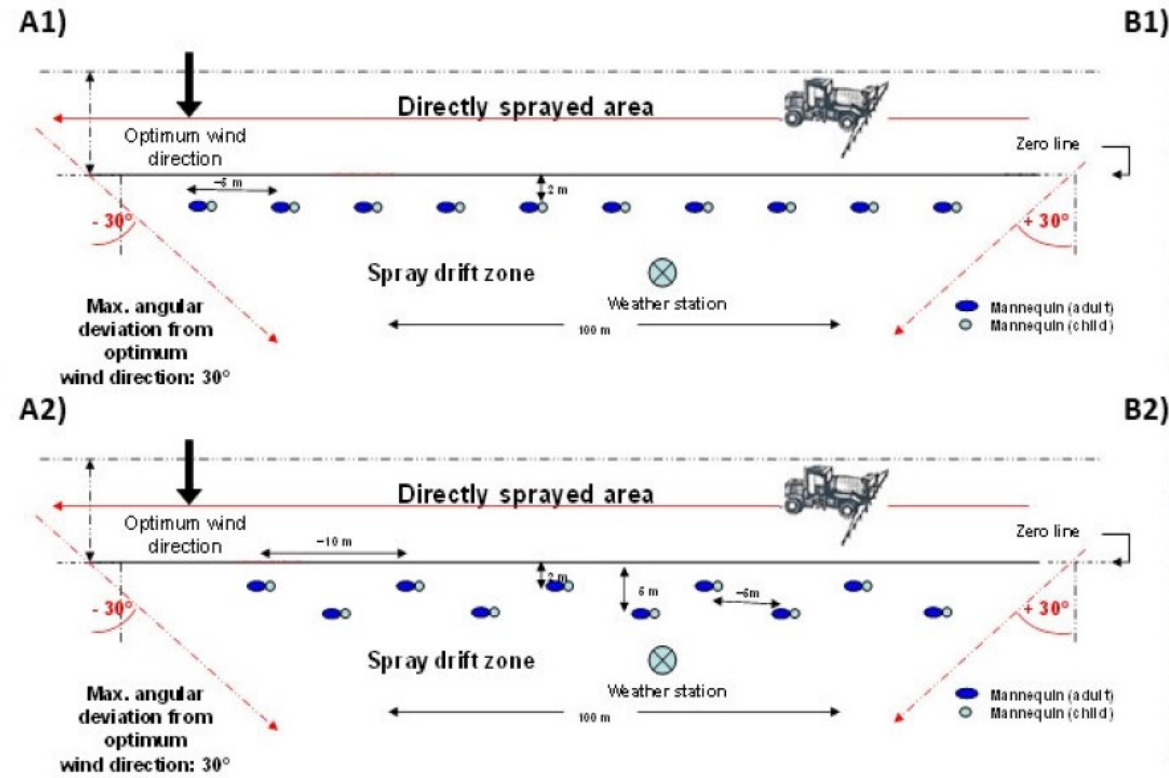 A1)
B1)
Directly sprayed area
Optimum wind
direction
Zero line
~5 m
2 m
- 30°
+ 30°
Spray drift zone
Weather station
Max. angular
deviation from
optimum
wind direction: 30°
100 m
Mannequin (adult)
Mannequin (child)
A2)
B2)
Directly sprayed area
Optimum wind
direction
Zero line
~10 m
2 m
5 m
~5m
- 30°
+ 30°
Spray drift zone
Weather station
Max. angular
deviation from
optimum
wind direction: 30°
100 m
Mannequin (adult)
Mannequin (child)